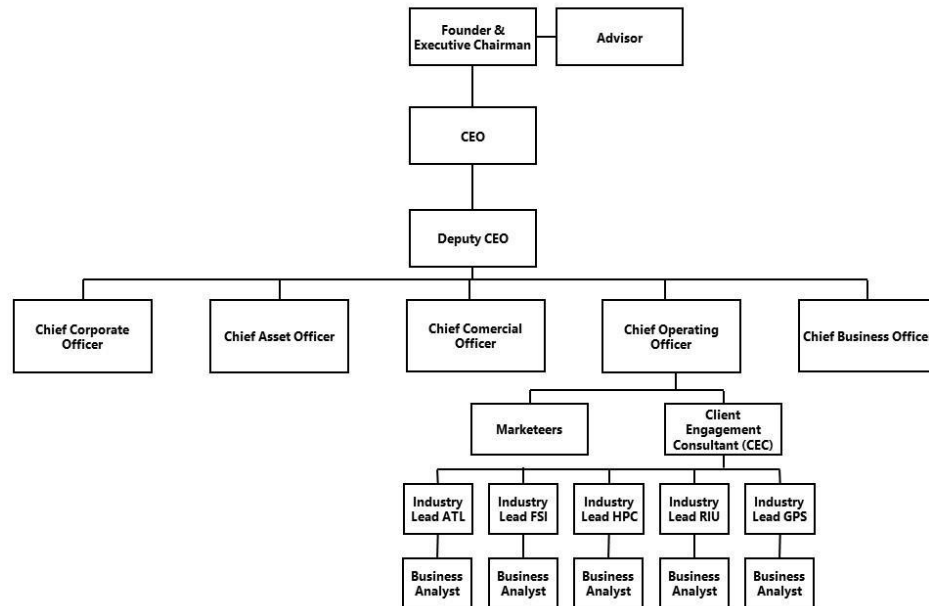 Founder &
Executive Chairman
Advisor
CEO
Deputy CEO
Chief Corporate
Officer
Chief Asset Officer
Chief Comercial
Officer
Chief Operating
Officer
Chief Business Officer
Marketeers
Client
Engagement
Consultant (CEC)
Industry
Lead ATL
Industry
Lead FSI
Industry
Lead HPC
Industry
Lead RIU
Industry
Lead GPS
Business
Analyst
Business
Analyst
Business
Analyst
Business
Analyst
Business
Analyst